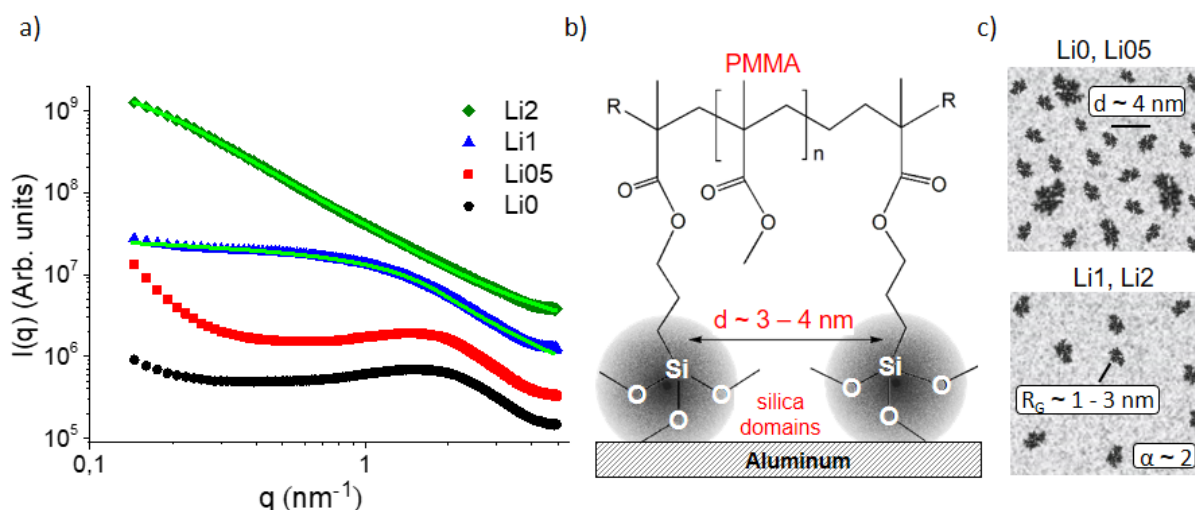 a)
I(q) (Arb. units)
10⁹
10⁸
10⁷
10⁶
10⁵
0,1
1
q (nm⁻¹)
Li2
Li1
Li05
Li0
b)
PMMA
R
R
n
O
O
O
O
O
O
d ~ 3 – 4 nm
Si
Si
O
O
O
O
O
O
silica
domains
Aluminum
c)
Li0, Li05
d ~ 4 nm
Li1, Li2
R_G ~ 1 - 3 nm
α ~ 2